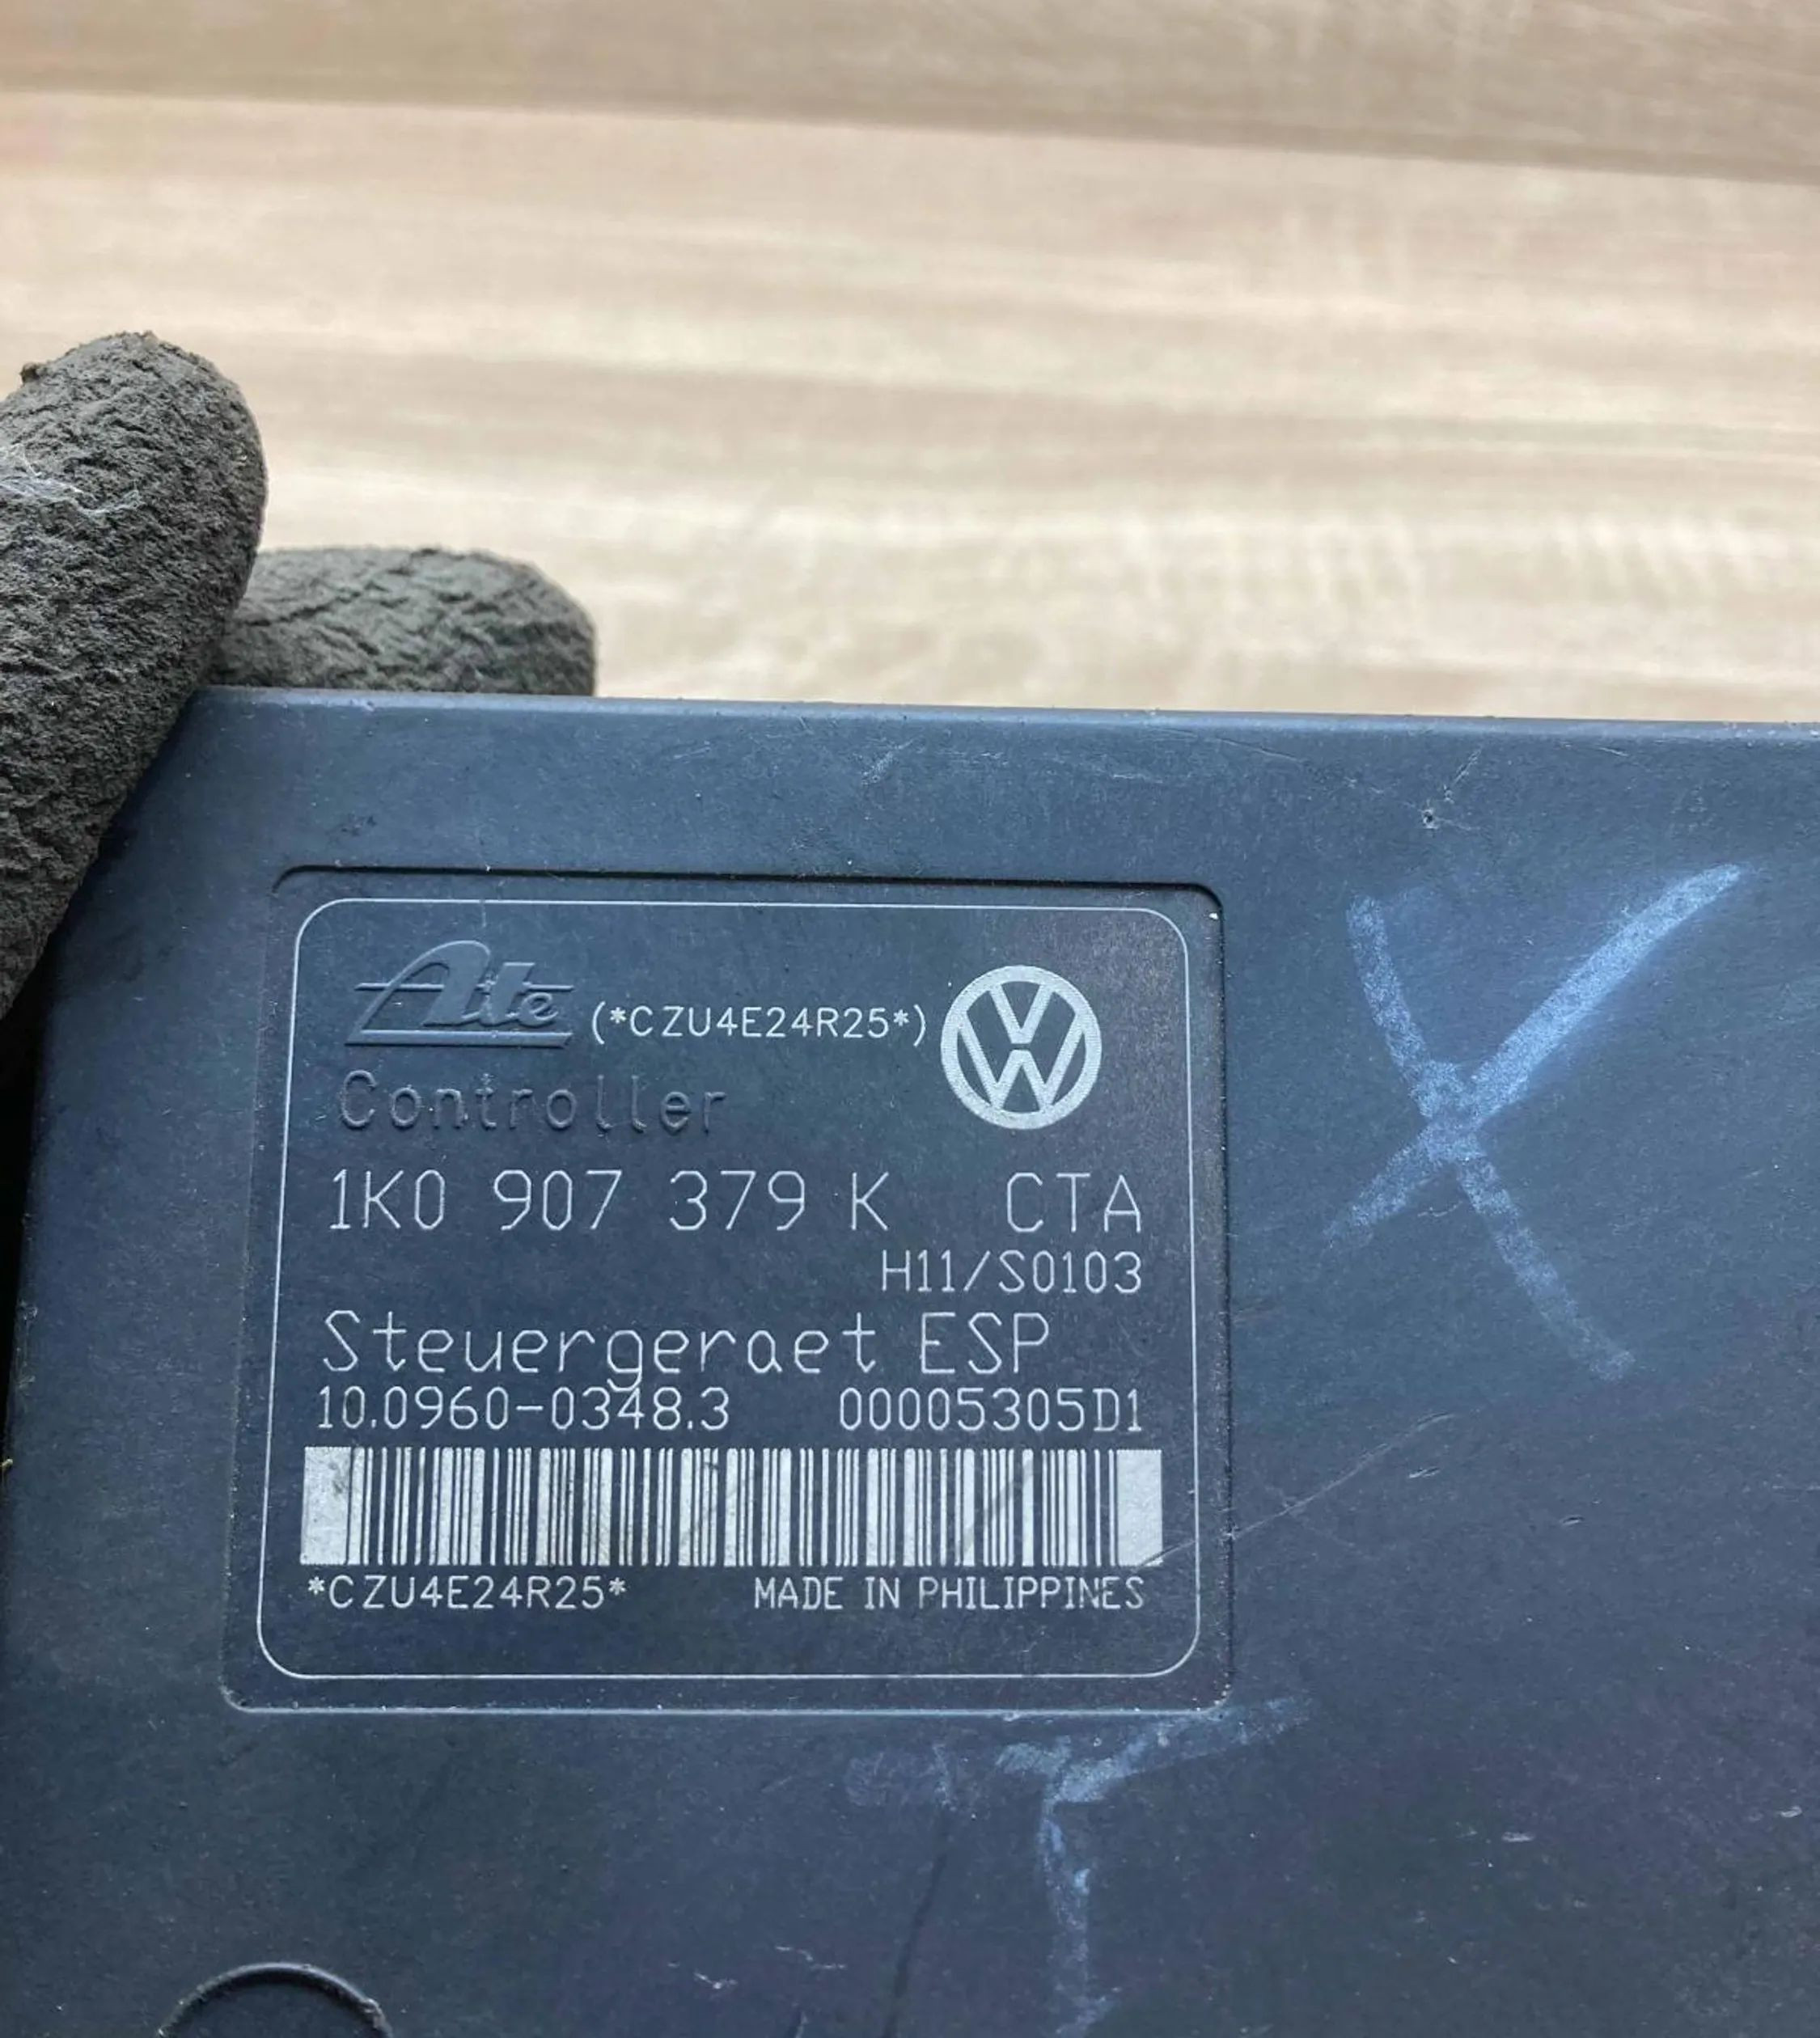 Ate (*CZU4E24R25*)
Controller
1K0 907 379 K CTA
H11/S0103
Steuergeraet ESP
10.0960-0348.3 00005305D1
*CZU4E24R25* MADE IN PHILIPPINES
X
T